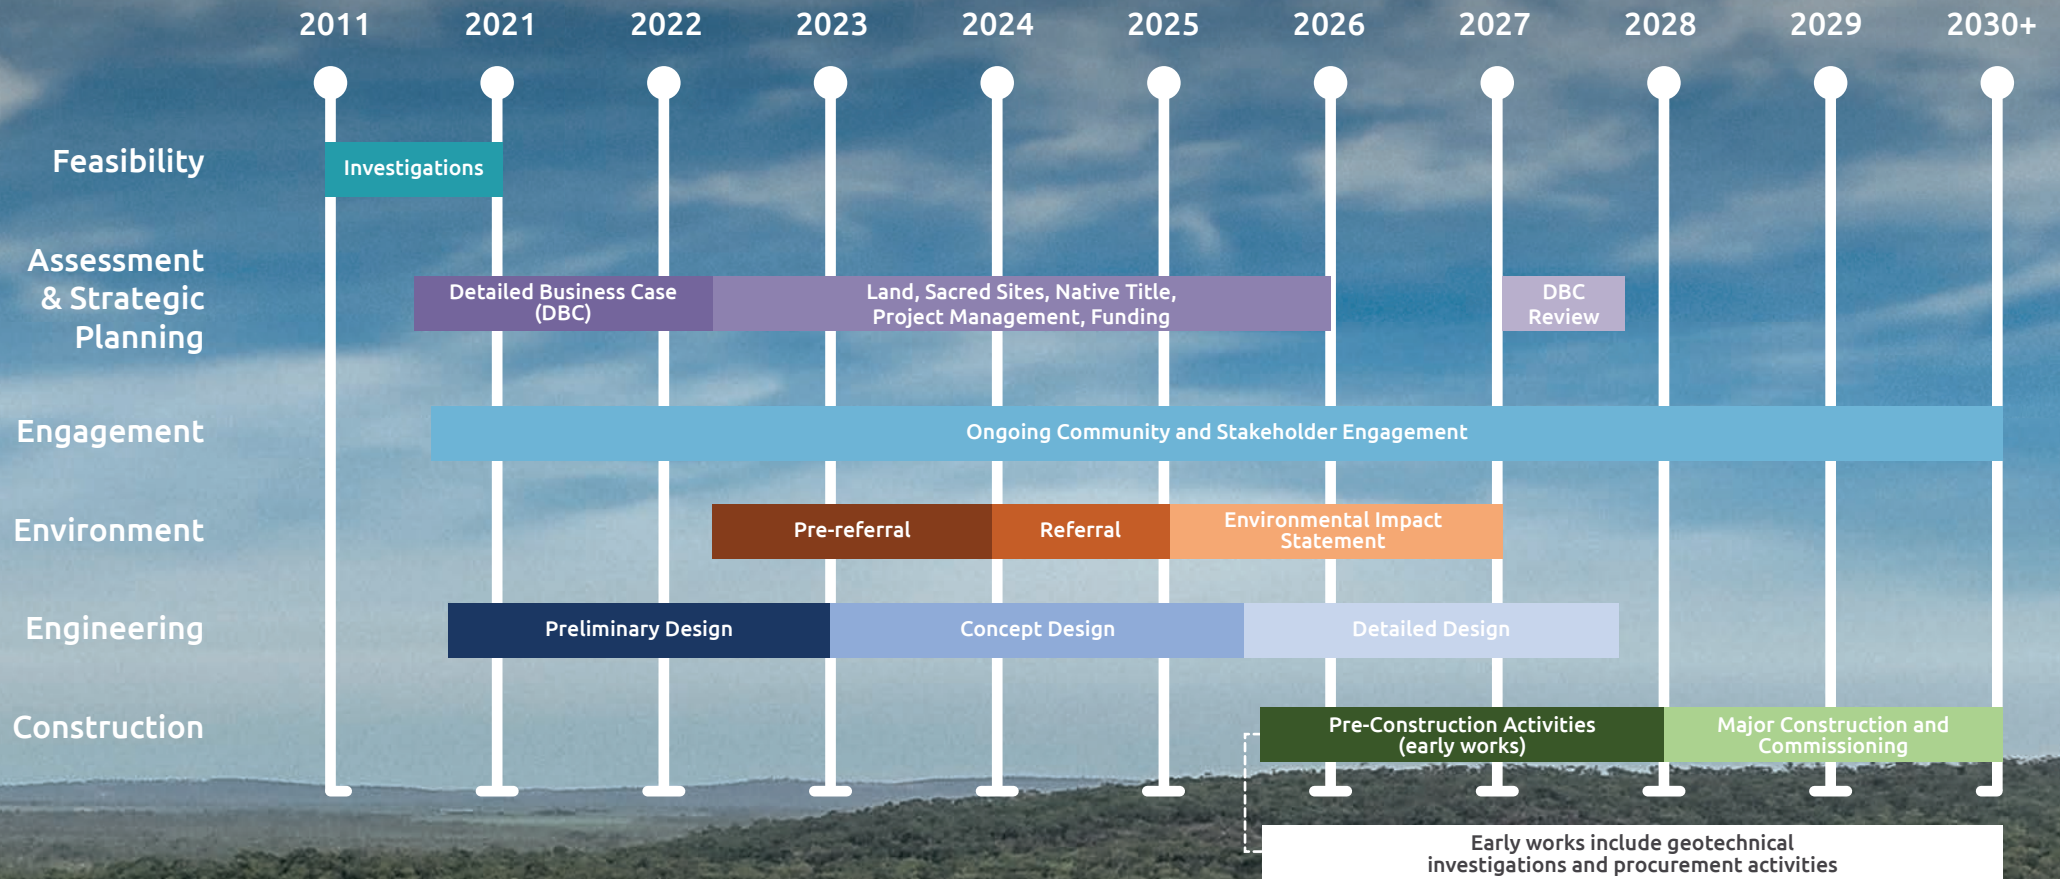 2011 2021 2022 2023 2024 2025 2026 2027 2028 2029 2030+
Feasibility
Investigations
Assessment
& Strategic
Planning
Detailed Business Case
(DBC)
Land, Sacred Sites, Native Title,
Project Management, Funding
DBC
Review
Engagement
Ongoing Community and Stakeholder Engagement
Environment
Pre-referral
Referral
Environmental Impact
Statement
Engineering
Preliminary Design
Concept Design
Detailed Design
Construction
Pre-Construction Activities
(early works)
Major Construction and
Commissioning
Early works include geotechnical
investigations and procurement activities